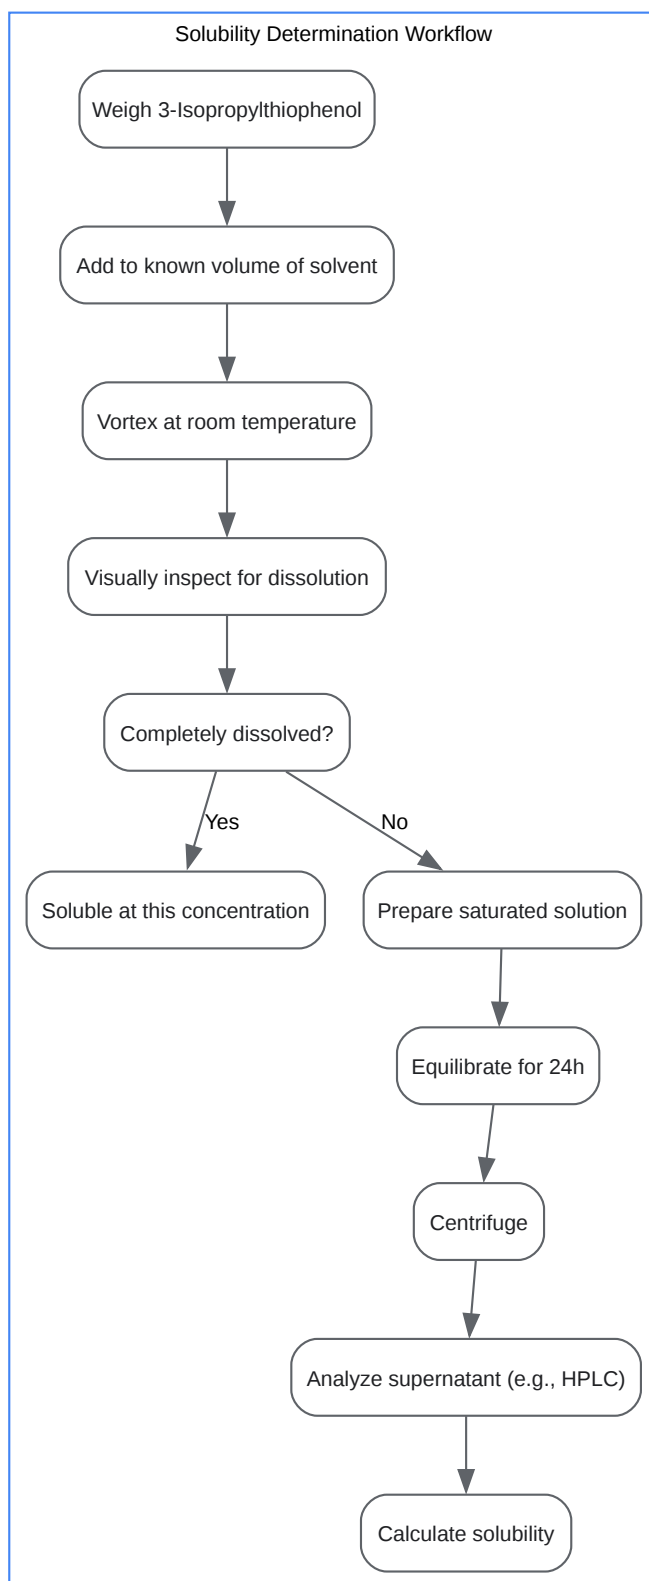 Solubility Determination Workflow
Weigh 3-Isopropylthiophenol
Add to known volume of solvent
Vortex at room temperature
Visually inspect for dissolution
Completely dissolved?
Yes
No
Soluble at this concentration
Prepare saturated solution
Equilibrate for 24h
Centrifuge
Analyze supernatant (e.g., HPLC)
Calculate solubility